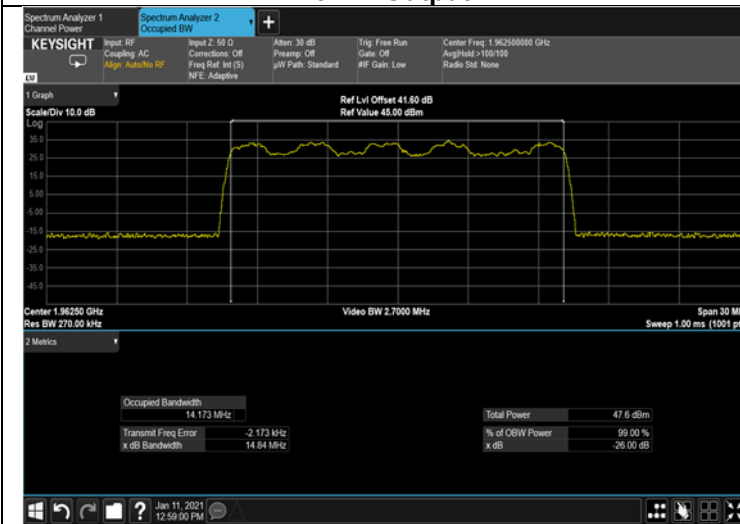 Spectrum Analyzer 1
Channel Power
Spectrum Analyzer 2
Occupied BW
KEYSIGHT
Input: RF
Coupling: AC
Align: Auto/No RF
Input Z: 50 Ω
Corrections: Off
Freq Ref: Int (S)
NFE: Adaptive
Atten: 30 dB
Preamp: Off
µW Path: Standard
Trig: Free Run
Gate: Off
#IF Gain: Low
Center Freq: 1.962500000 GHz
Avg|Hold:>100/100
Radio Std: None
1 Graph
Scale/Div 10.0 dB
Ref Lvl Offset 41.60 dB
Ref Value 45.00 dBm
Log
35.0
25.0
15.0
5.00
-5.00
-15.0
-25.0
-35.0
-45.0
Center 1.96250 GHz
Res BW 270.00 kHz
Video BW 2.7000 MHz
Span 30 M
Sweep 1.00 ms (1001 pt
2 Metrics
Occupied Bandwidth
14.173 MHz
Transmit Freq Error -2.173 kHz
x dB Bandwidth 14.84 MHz
Total Power 47.6 dBm
% of OBW Power 99.00 %
x dB -26.00 dB
Jan 11, 2021
12:59:00 PM